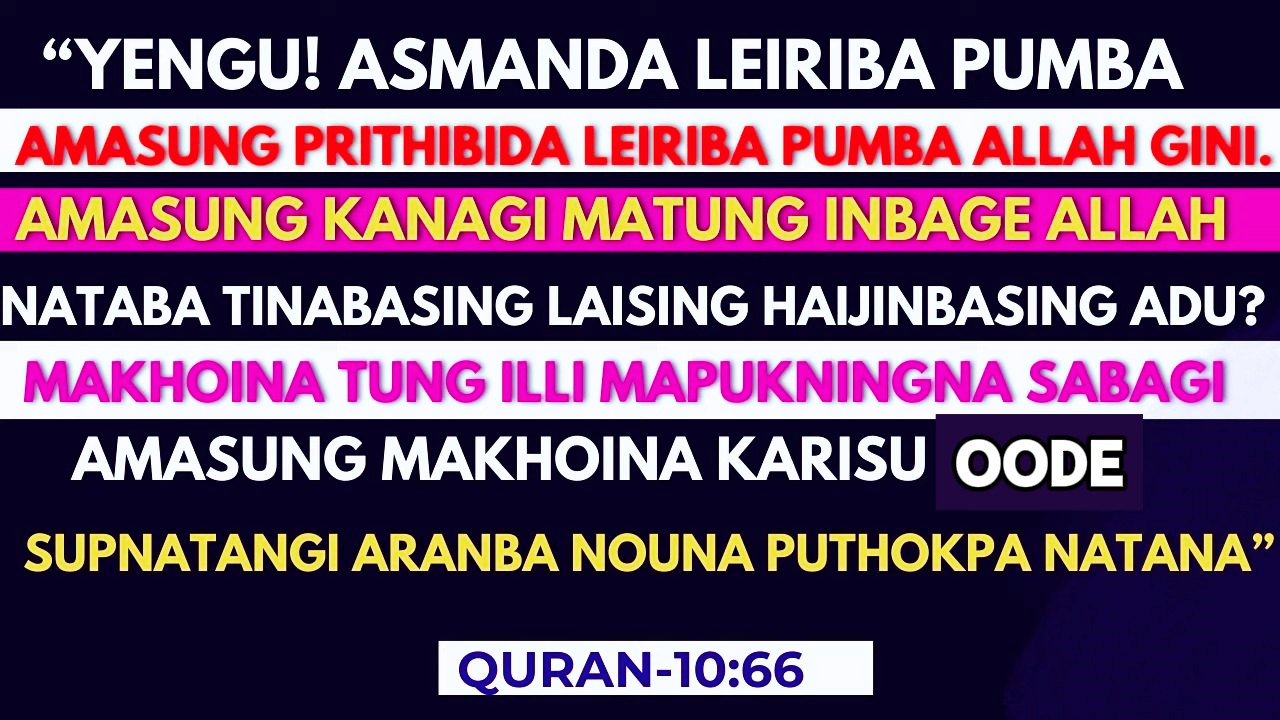 “YENGU! ASMANDA LEIRIBA PUMBA
AMASUNG PRITHIBIDA LEIRIBA PUMBA ALLAH GINI.
AMASUNG KANAGI MATUNG INBAGE ALLAH
NATABA TINABASING LAISING HAIJINBASING ADU?
MAKHOINA TUNG ILLI MAPUKNINGNA SABAGI
AMASUNG MAKHOINA KARISU OODE
SUPNATANGI ARANBA NOUNA PUTHOKPA NATANA”
QURAN-10:66